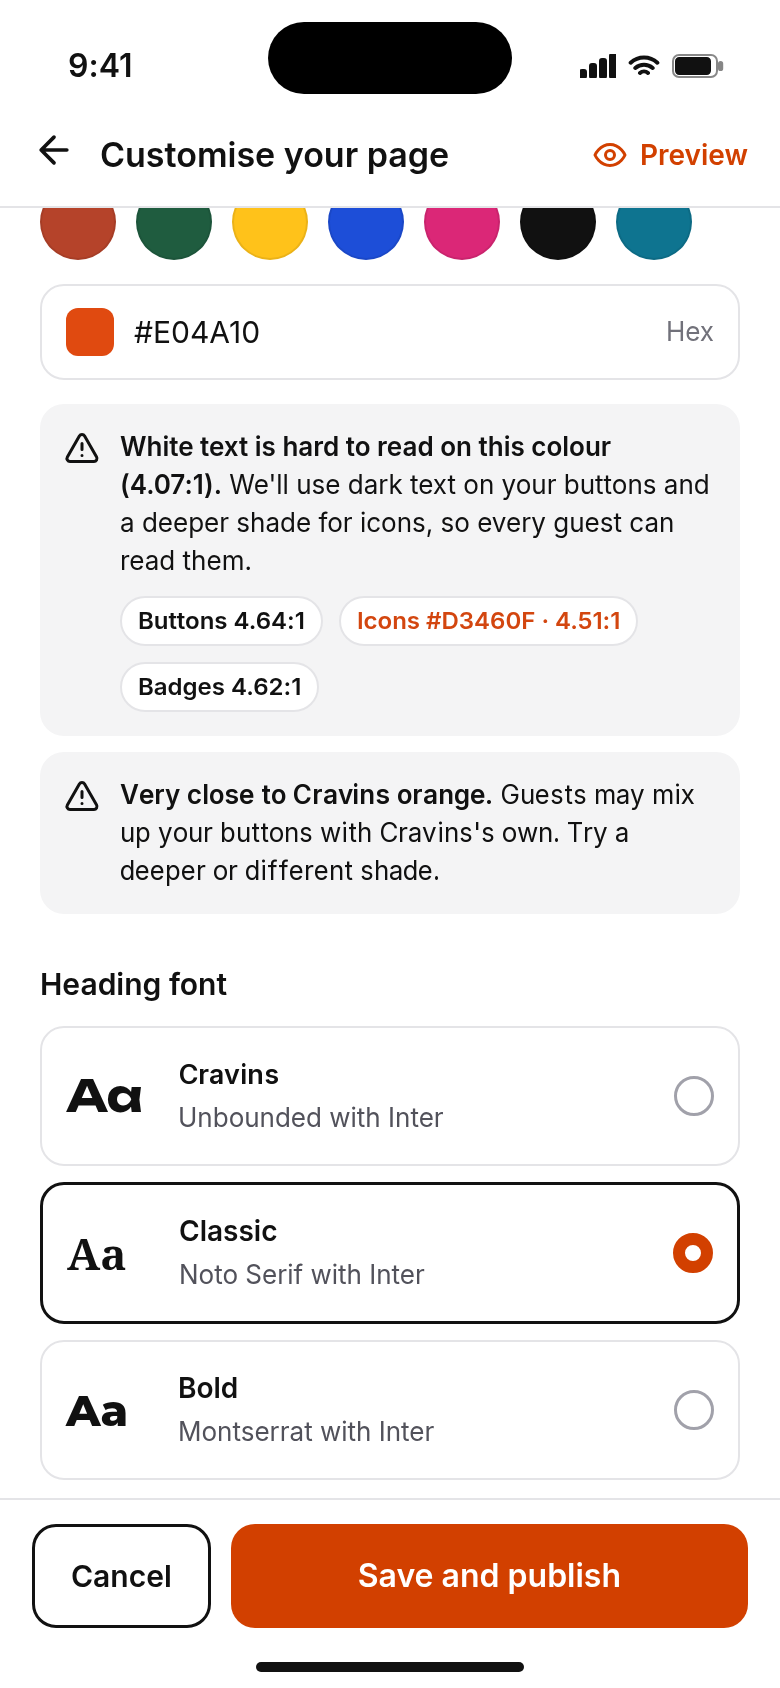 9:41
Customise your page
Preview
#E04A10
Hex
White text is hard to read on this colour
(4.07:1). We'll use dark text on your buttons and
a deeper shade for icons, so every guest can
read them.
Buttons 4.64:1
Icons #D3460F · 4.51:1
Badges 4.62:1
Very close to Cravins orange. Guests may mix
up your buttons with Cravins's own. Try a
deeper or different shade.
Heading font
Aa
Cravins
Unbounded with Inter
Aa
Classic
Noto Serif with Inter
Aa
Bold
Montserrat with Inter
Cancel
Save and publish